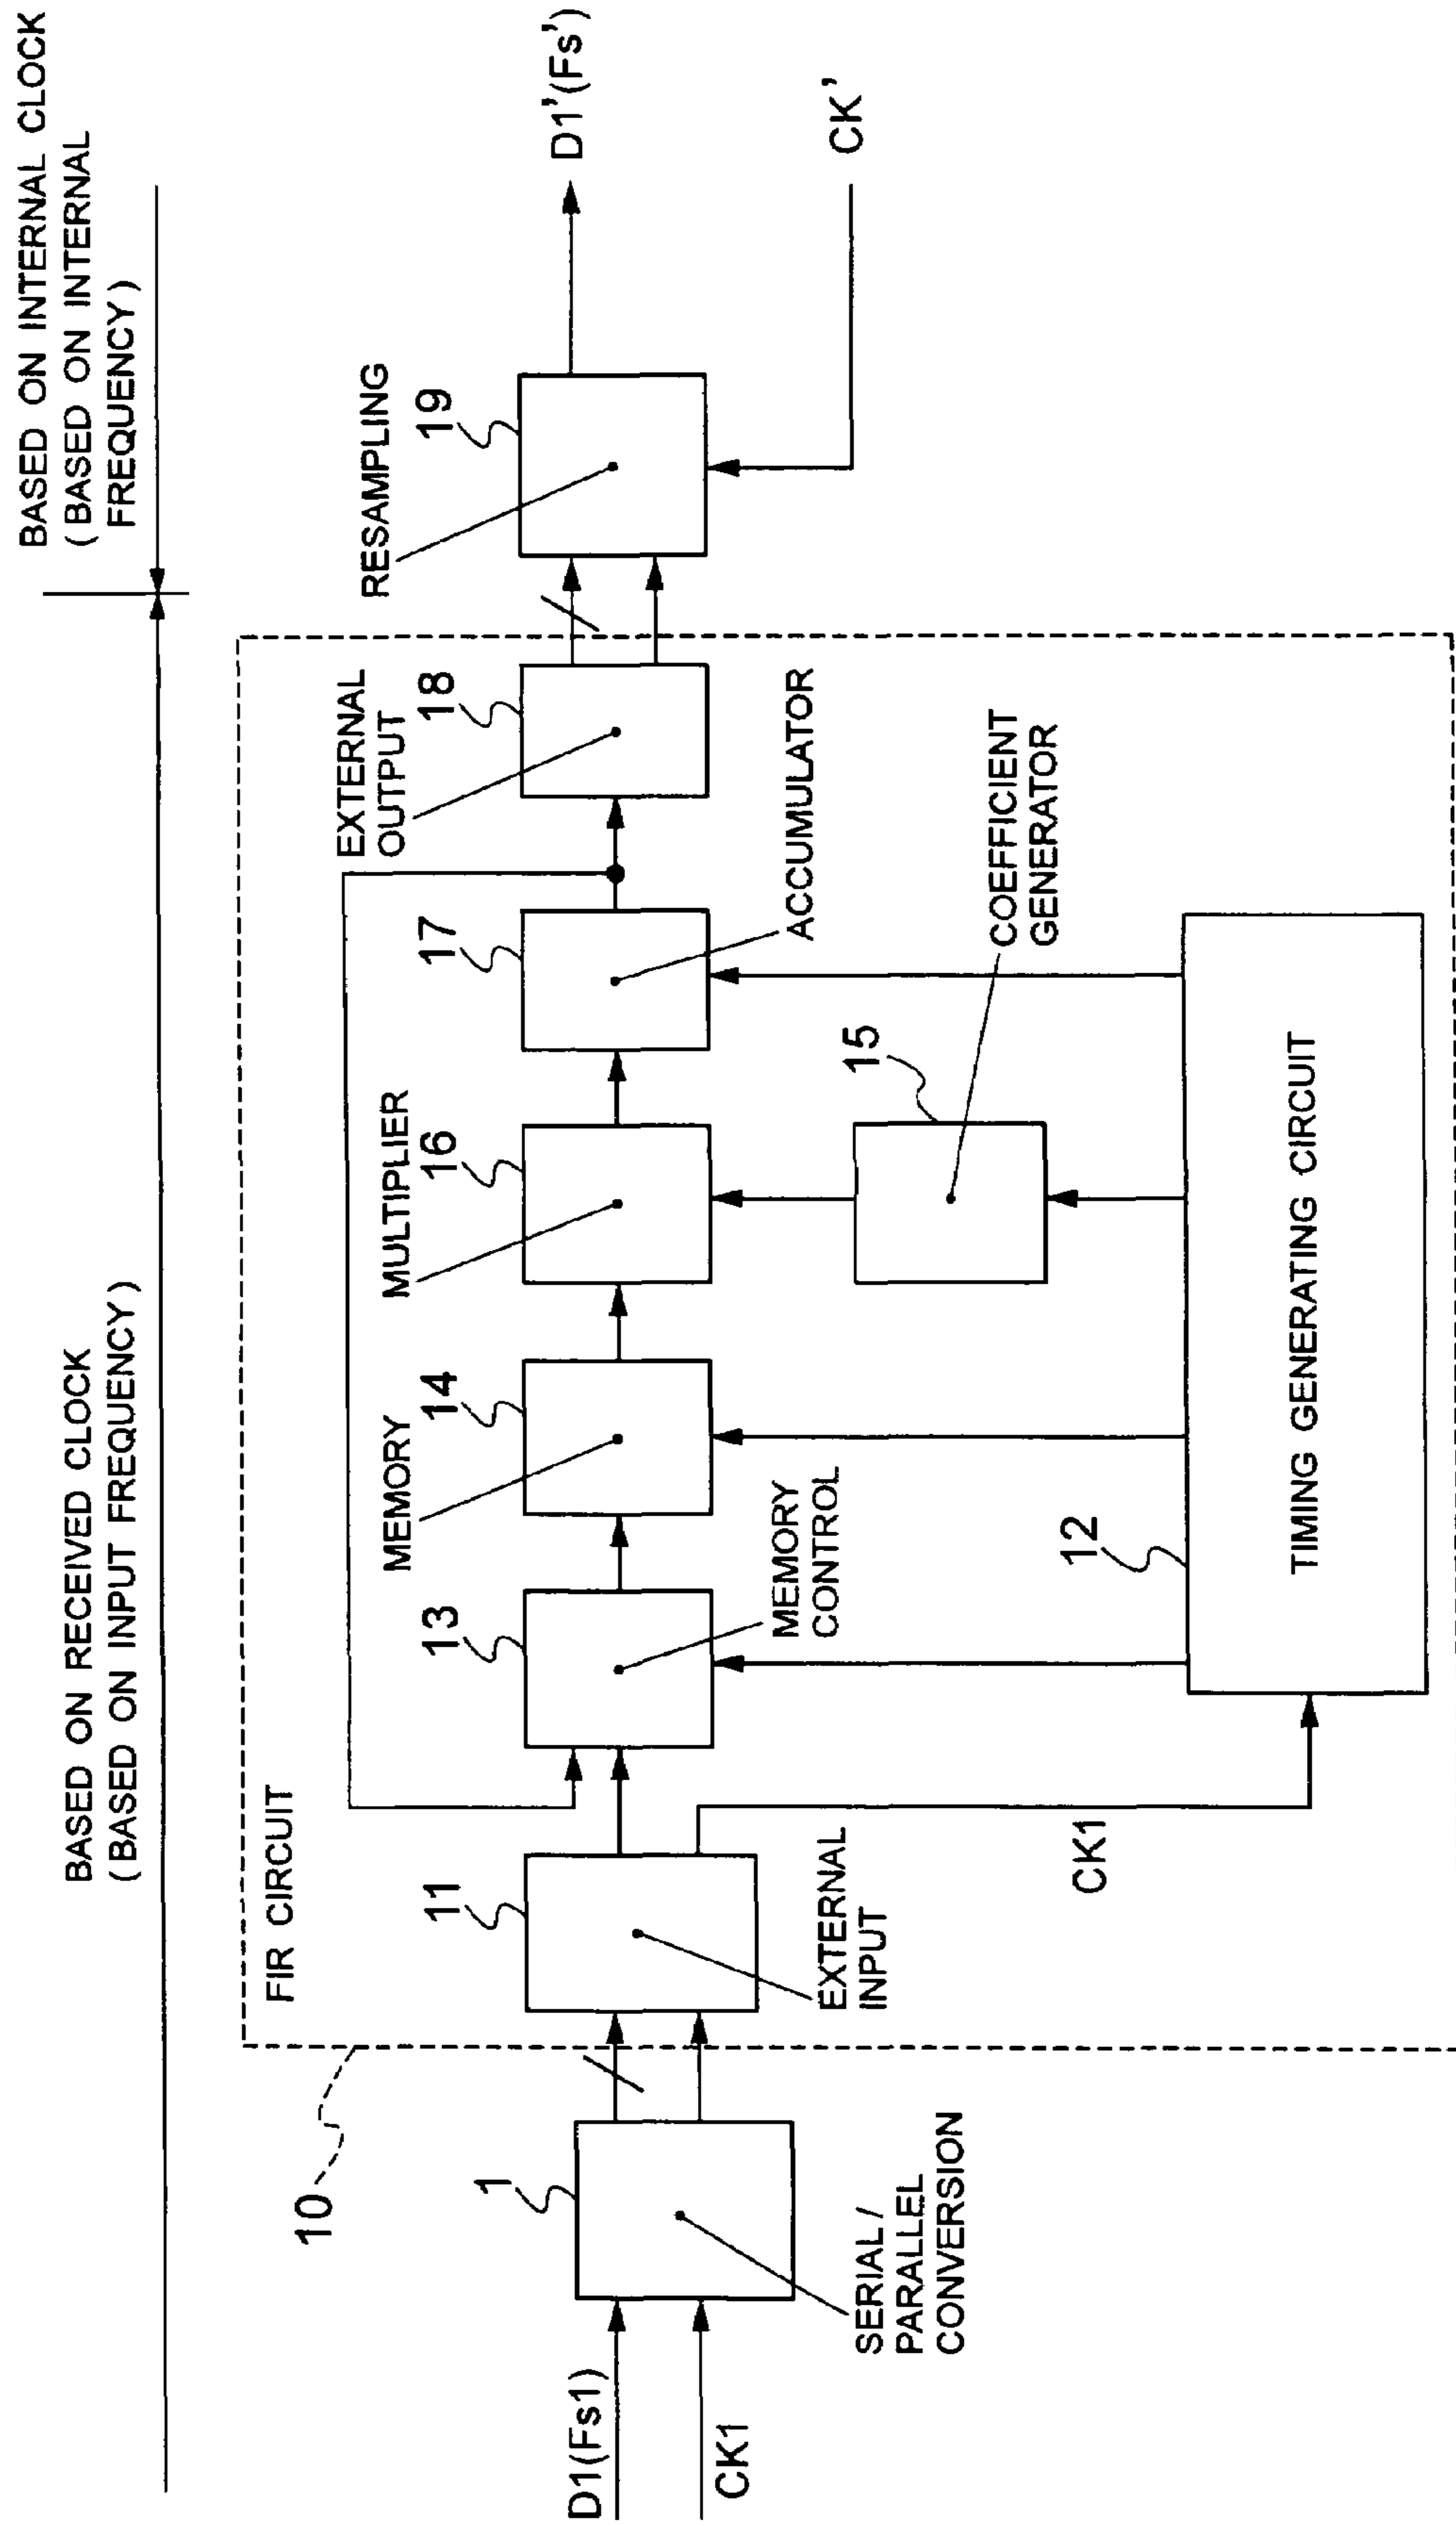 BASED ON RECEIVED CLOCK
(BASED ON INPUT FREQUENCY)
BASED ON INTERNAL CLOCK
(BASED ON INTERNAL
FREQUENCY)
10
FIR CIRCUIT
D1(Fs1)
CK1
1
SERIAL /
PARALLEL
CONVERSION
11
EXTERNAL
INPUT
CK1
13
MEMORY
CONTROL
MEMORY
14
MULTIPLIER
16
15
COEFFICIENT
GENERATOR
17
ACCUMULATOR
EXTERNAL
OUTPUT
18
12
TIMING GENERATING CIRCUIT
RESAMPLING
19
D1'(Fs')
CK'